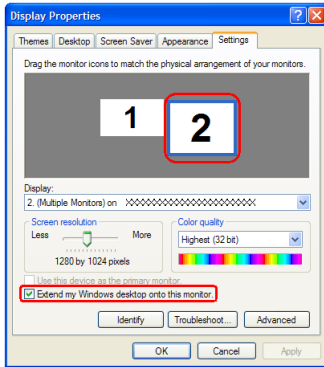 Display Properties
Themes Desktop Screen Saver Appearance Settings
Drag the monitor icons to match the physical arrangement of your monitors.
1 2
Display:
2. (Multiple Monitors) on XXXXXXXXXXXXXXXXXXXXXX
Screen resolution
Less More
1280 by 1024 pixels
Color quality
Highest (32 bit)
Use this device as the primary monitor.
Extend my Windows desktop onto this monitor.
Identify Troubleshoot... Advanced
OK Cancel Apply